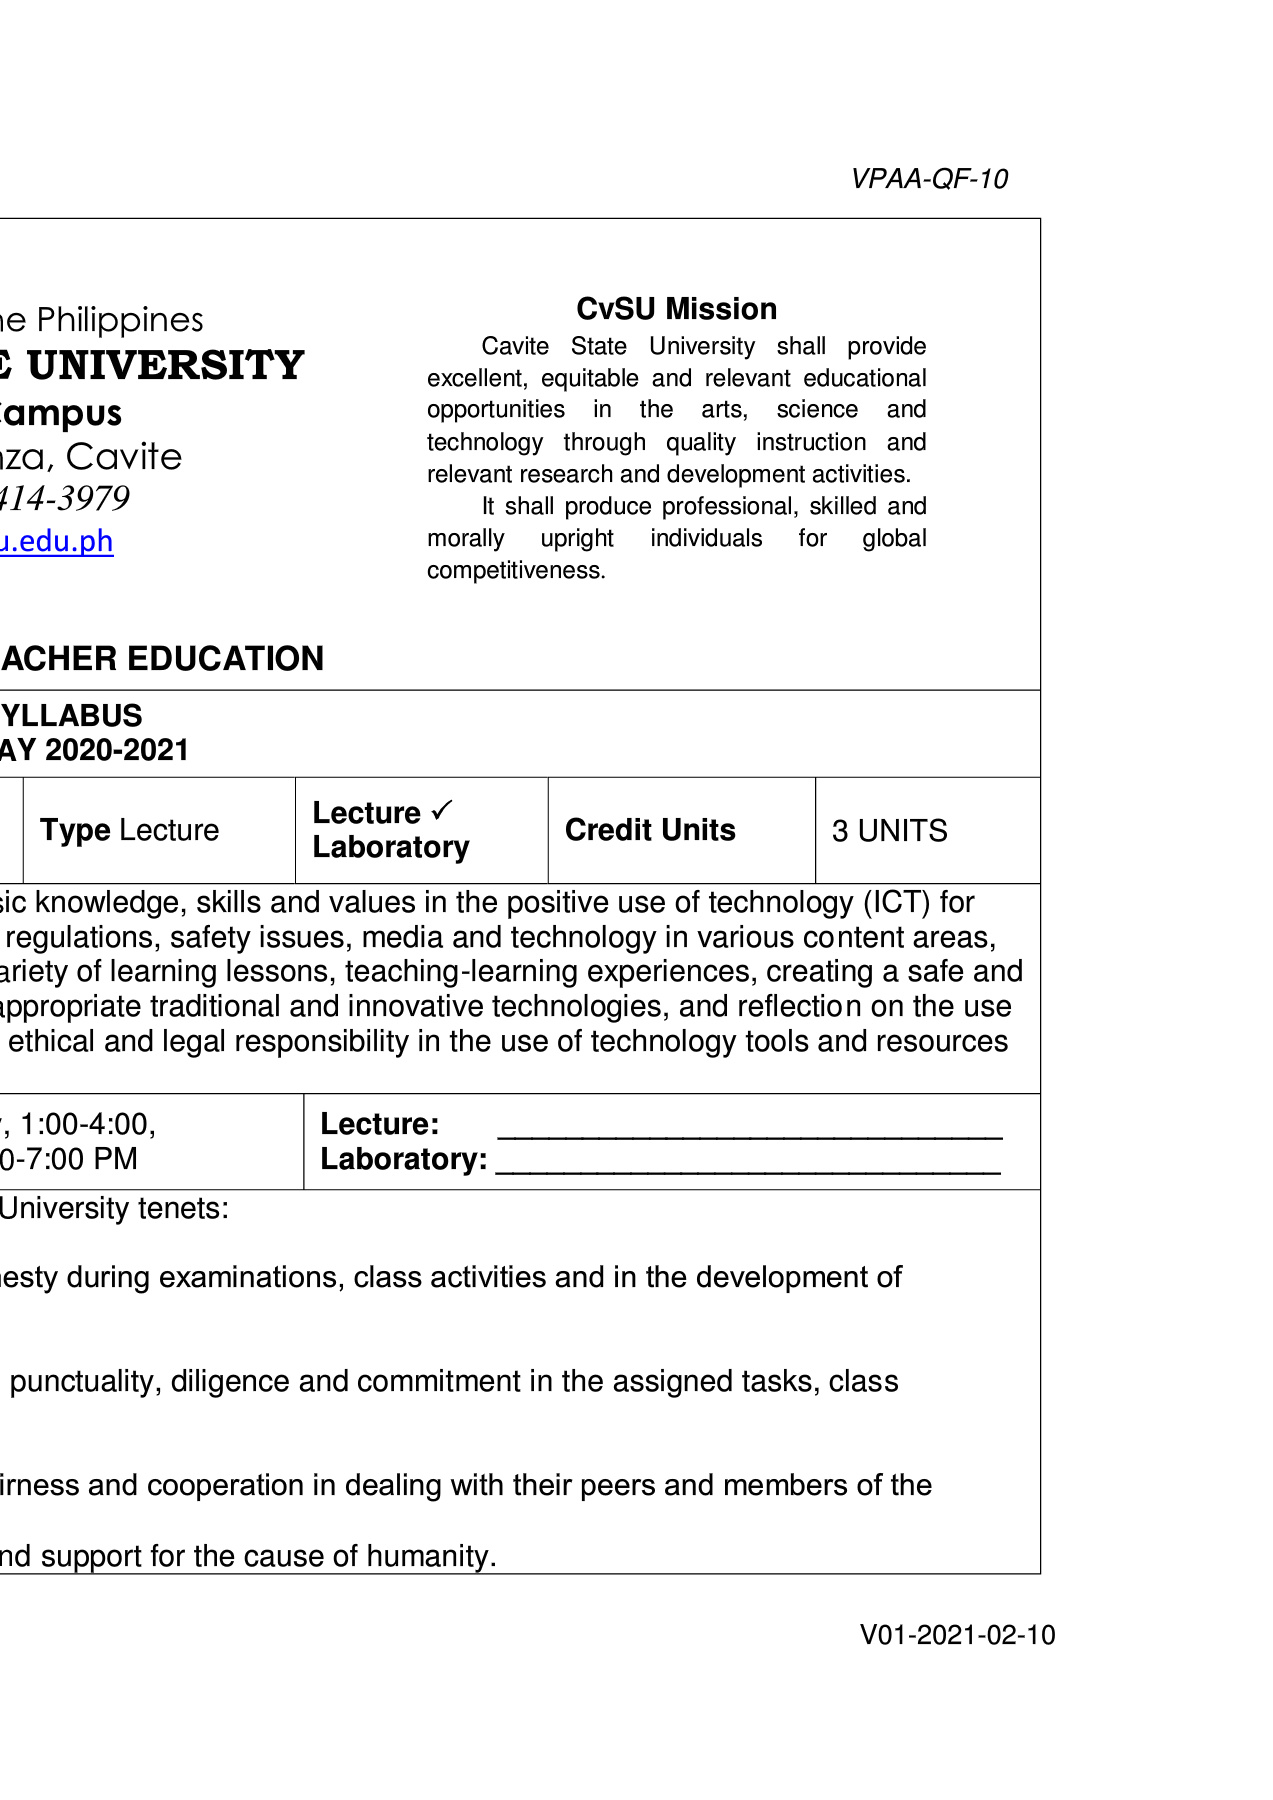 VPAA-QF-10
he Philippines
E UNIVERSITY
Campus
nza, Cavite
414-3979
u.edu.ph
CvSU Mission
Cavite State University shall provide
excellent, equitable and relevant educational
opportunities in the arts, science and
technology through quality instruction and
relevant research and development activities.
It shall produce professional, skilled and
morally upright individuals for global
competitiveness.
ACHER EDUCATION
YLLABUS
AY 2020-2021
Type Lecture
Lecture ✓
Laboratory
Credit Units
3 UNITS
sic knowledge, skills and values in the positive use of technology (ICT) for
regulations, safety issues, media and technology in various content areas,
ariety of learning lessons, teaching-learning experiences, creating a safe and
appropriate traditional and innovative technologies, and reflection on the use
ethical and legal responsibility in the use of technology tools and resources
, 1:00-4:00,
0-7:00 PM
Lecture: ______________________________
Laboratory: ______________________________
University tenets:
nesty during examinations, class activities and in the development of
punctuality, diligence and commitment in the assigned tasks, class
irness and cooperation in dealing with their peers and members of the
nd support for the cause of humanity.
V01-2021-02-10